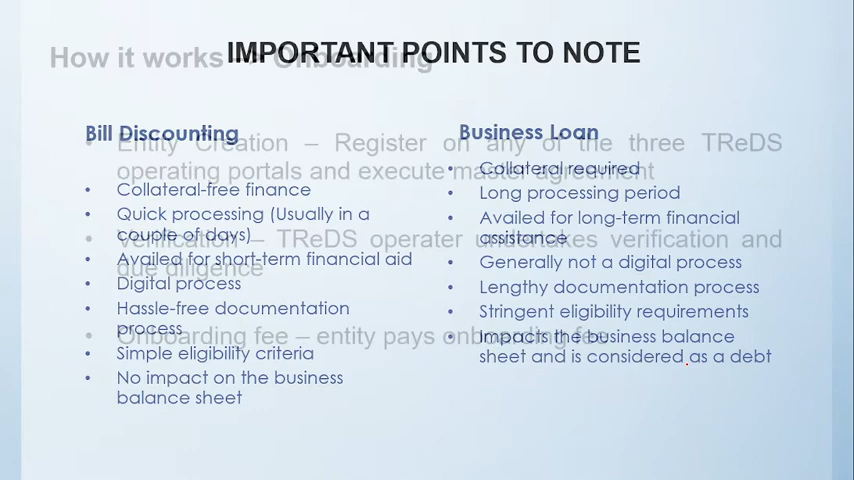 IMPORTANT POINTS TO NOTE
How it works – Onboarding
Bill Discounting
• Collateral-free finance
• Quick processing (Usually in a
couple of days)
• Availed for short-term financial aid
• Digital process
• Hassle-free documentation
process
• Simple eligibility criteria
• No impact on the business
balance sheet
Business Loan
• Collateral required
• Long processing period
• Availed for long-term financial
assistance
• Generally not a digital process
• Lengthy documentation process
• Stringent eligibility requirements
• Impacts the business balance
sheet and is considered as a debt
• Entity Creation – Register on any of the three TReDS
operating portals and execute master agreement
• Verification – TReDS operater undertakes verification and
due diligence
• Onboarding fee – entity pays onboarding fee